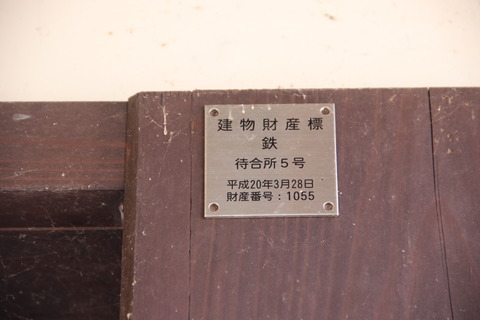 建物財産標
鉄
待合所5号
平成20年3月28日
財産番号：1055